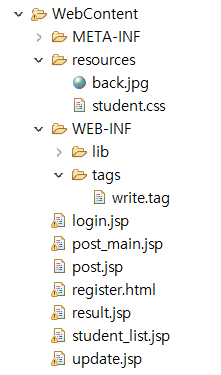 WebContent
META-INF
resources
back.jpg
student.css
WEB-INF
lib
tags
write.tag
login.jsp
post_main.jsp
post.jsp
register.html
result.jsp
student_list.jsp
update.jsp